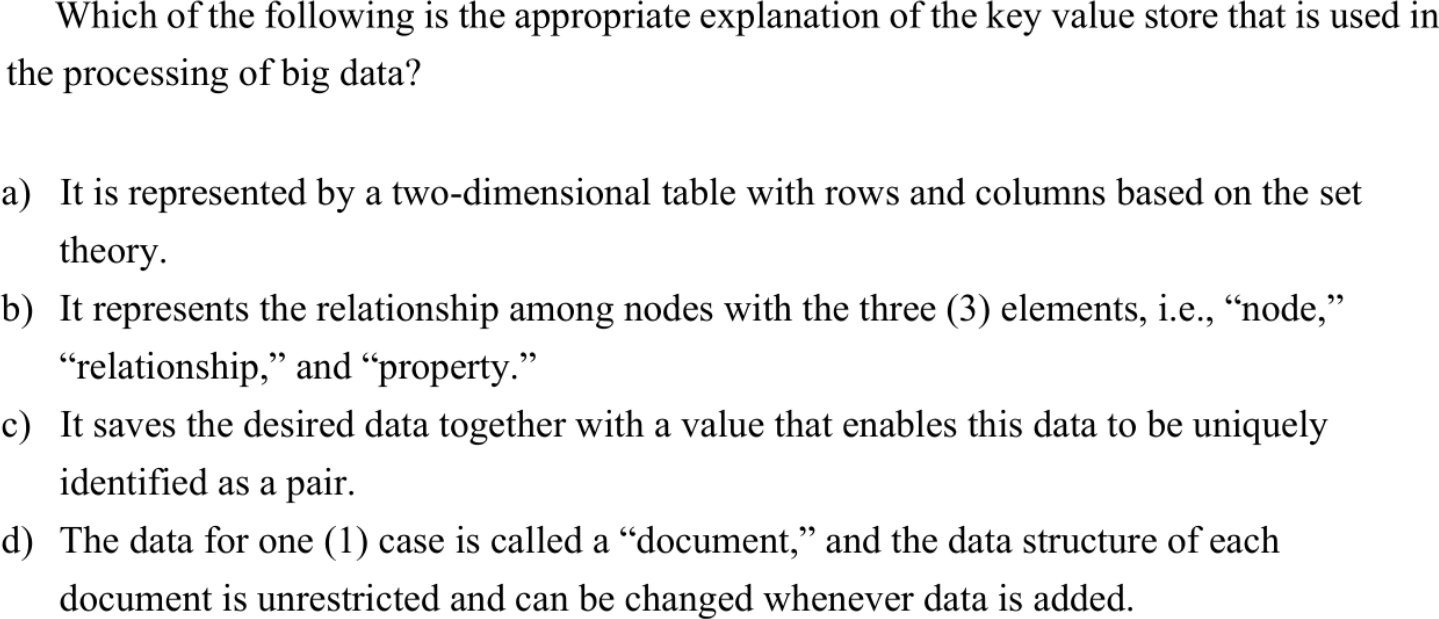 Which of the following is the appropriate explanation of the key value store that is used in
the processing of big data?
a) It is represented by a two-dimensional table with rows and columns based on the set
theory.
b) It represents the relationship among nodes with the three (3) elements, i.e., “node,”
“relationship,” and “property.”
c) It saves the desired data together with a value that enables this data to be uniquely
identified as a pair.
d) The data for one (1) case is called a “document,” and the data structure of each
document is unrestricted and can be changed whenever data is added.